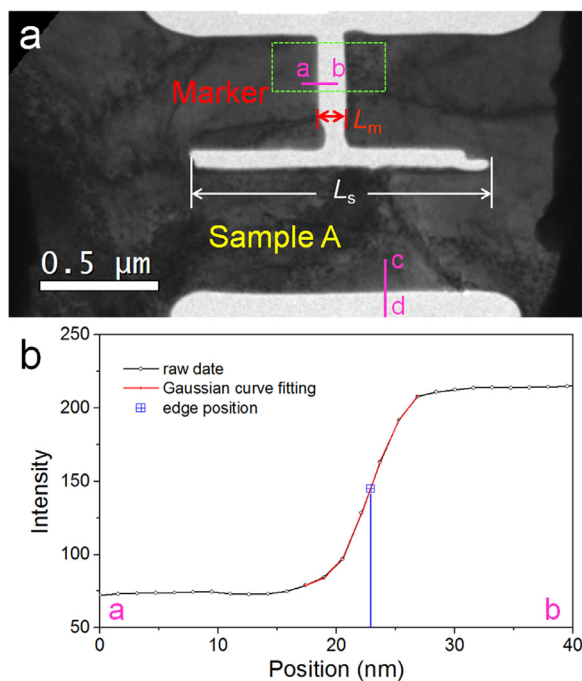 a
a b
Marker
Lm
Ls
Sample A
0.5 μm
c
d
b
250
200
150
100
50
Intensity
raw date
Gaussian curve fitting
edge position
a
b
0 10 20 30 40
Position (nm)